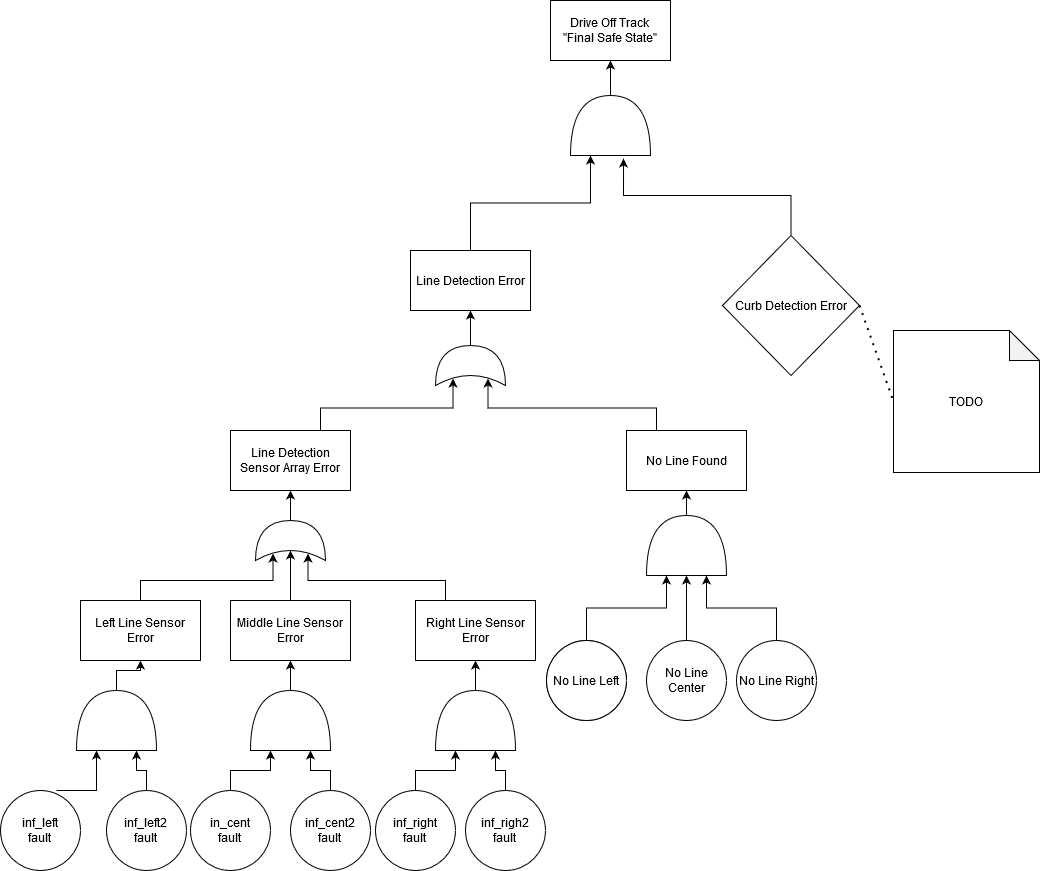 Drive Off Track
"Final Safe State"
Line Detection Error
Curb Detection Error
TODO
Line Detection
Sensor Array Error
No Line Found
Left Line Sensor
Error
Middle Line Sensor
Error
Right Line Sensor
Error
No Line Left
No Line
Center
No Line Right
inf_left
fault
inf_left2
fault
in_cent
fault
inf_cent2
fault
inf_right
fault
inf_righ2
fault